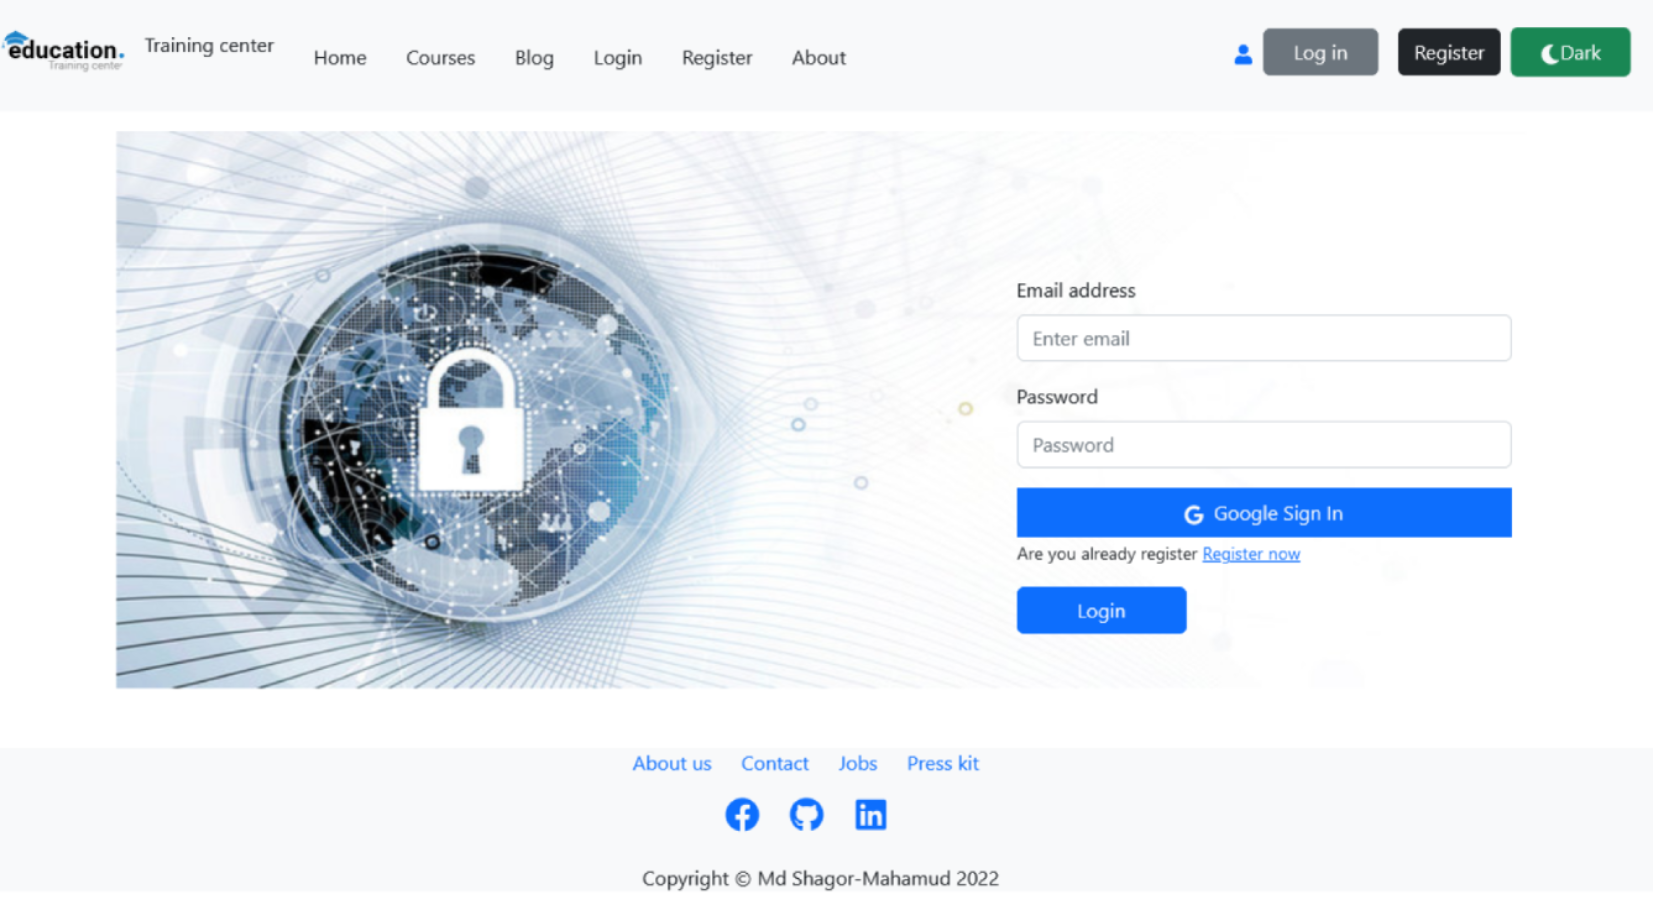 education.
Training center
Training center
Home
Courses
Blog
Login
Register
About
Log in
Register
Dark
Email address
Enter email
Password
Password
Google Sign In
Are you already register Register now
Login
About us
Contact
Jobs
Press kit
Copyright © Md Shagor-Mahamud 2022